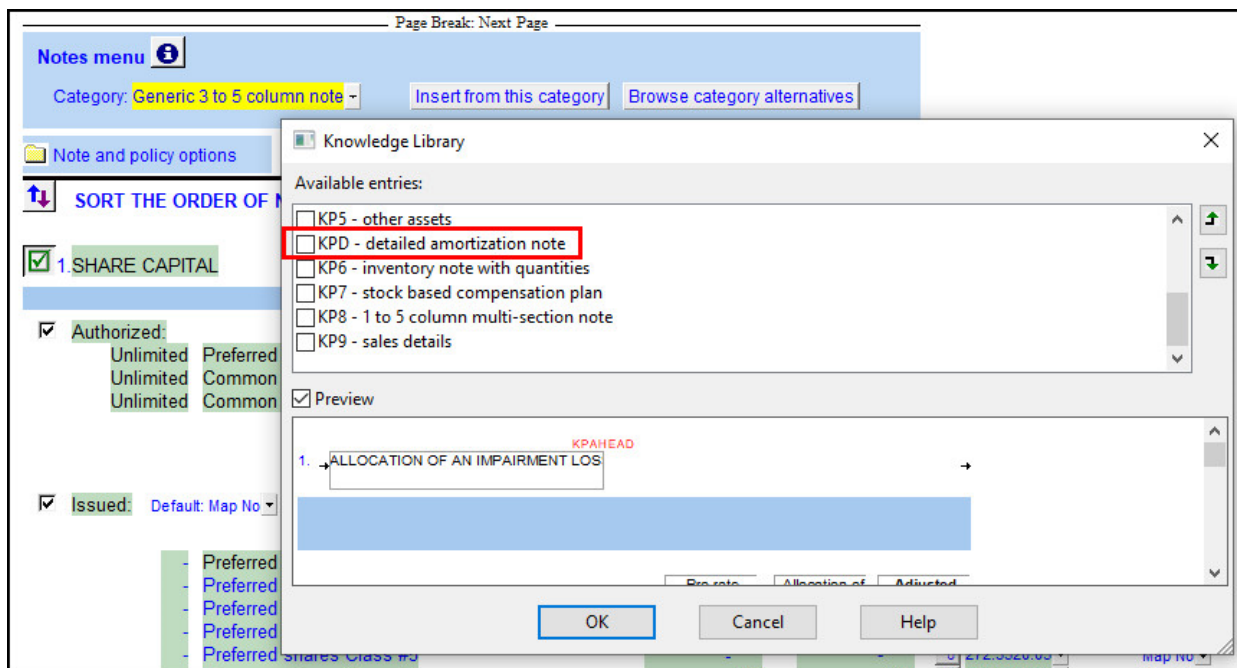 Page Break: Next Page
Notes menu
Category: Generic 3 to 5 column note
Insert from this category
Browse category alternatives
Note and policy options
SORT THE ORDER OF
1. SHARE CAPITAL
Authorized:
Unlimited Preferred
Unlimited Common
Unlimited Common
Issued: Default: Map No
- Preferred
- Preferred
- Preferred
- Preferred
- Preferred shares Class #5
Map No
Knowledge Library
Available entries:
KP5 - other assets
KPD - detailed amortization note
KP6 - inventory note with quantities
KP7 - stock based compensation plan
KP8 - 1 to 5 column multi-section note
KP9 - sales details
Preview
KPAHEAD
1. ALLOCATION OF AN IMPAIRMENT LOS
Pro rata Allocation of Adjusted
OK
Cancel
Help